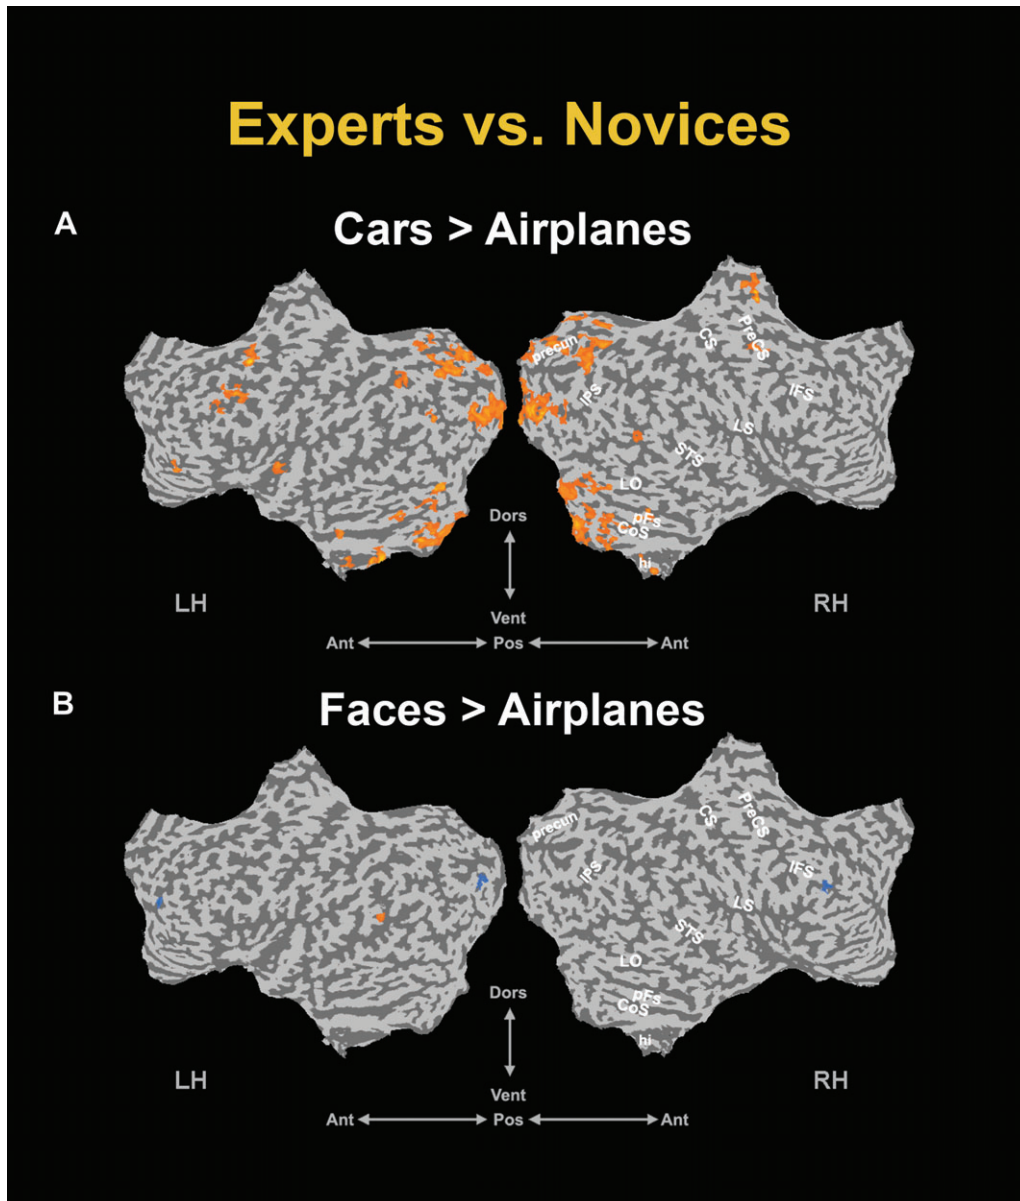 Experts vs. Novices
A
Cars > Airplanes
precun
IPS
CS
PreCS
IFS
LS
STS
LO
pFs
CoS
hi
Dors
Vent
LH
RH
Ant
Pos
Ant
B
Faces > Airplanes
precun
IPS
CS
PreCS
IFS
LS
STS
LO
pFs
CoS
hi
Dors
Vent
LH
RH
Ant
Pos
Ant